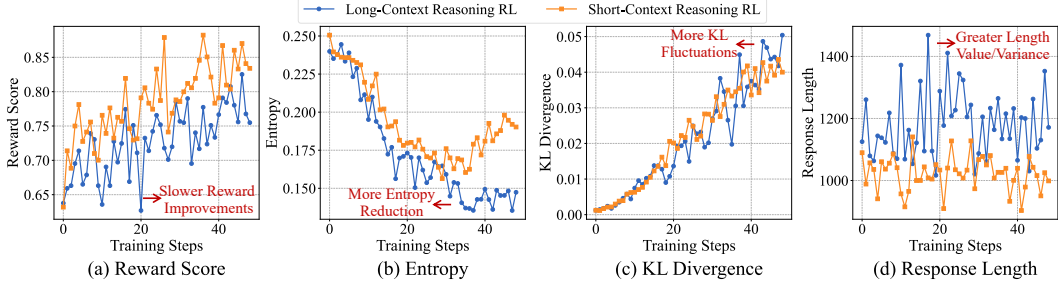 Long-Context Reasoning RL
Short-Context Reasoning RL
Reward Score
0.85
0.80
0.75
0.70
0.65
Slower Reward
Improvements
0
20
40
Training Steps
(a) Reward Score
Entropy
0.250
0.225
0.200
0.175
0.150
More Entropy
Reduction
0
20
40
Training Steps
(b) Entropy
KL Divergence
0.05
0.04
0.03
0.02
0.01
0.00
More KL
Fluctuations
0
20
40
Training Steps
(c) KL Divergence
Response Length
1400
1200
1000
Greater Length
Value/Variance
0
20
40
Training Steps
(d) Response Length